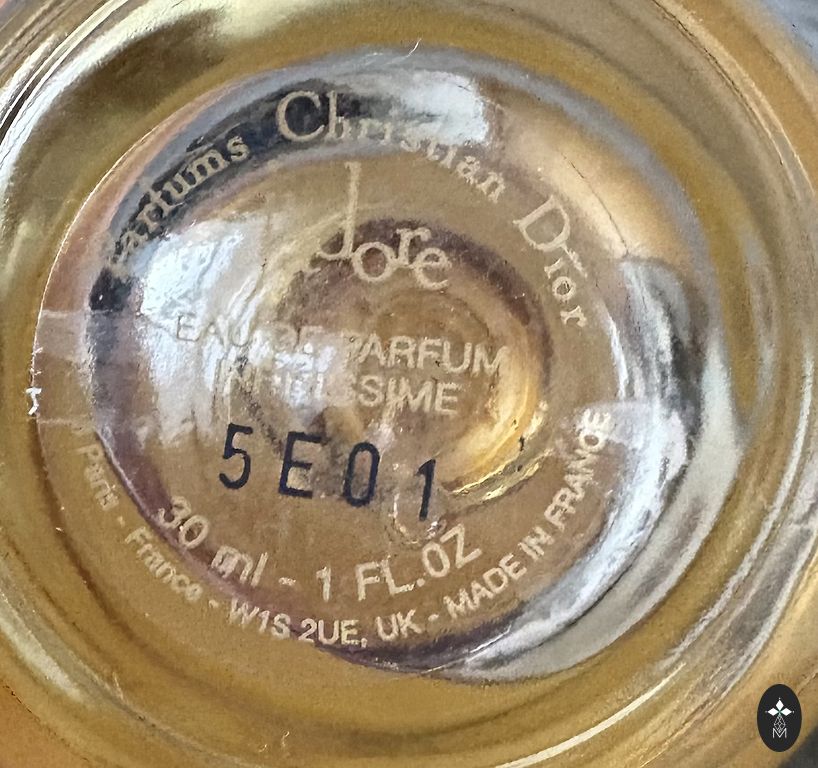 Parfums Christian Dior
J'adore
EAU DE PARFUM
INFINISSIME
5E01
30 ml - 1 FL.OZ
Paris - France - W1S 2UE, UK - MADE IN FRANCE